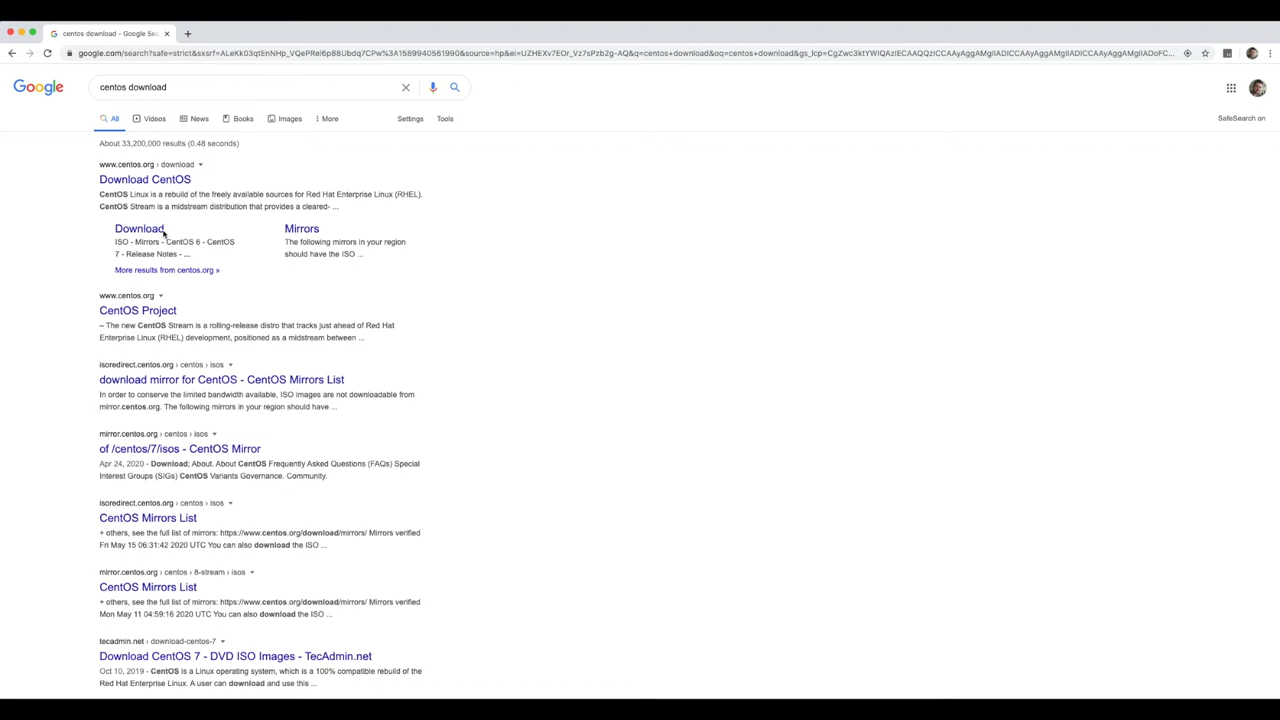 centos download - Google Sea
google.com/search?safe=strict&sxsrf=
Google
centos download
All Videos News Books Images More Settings Tools
SafeSearch on
About 33,200,000 results (0.48 seconds)
www.centos.org › download
Download CentOS
CentOS Linux is a rebuild of the freely available sources for Red Hat Enterprise Linux (RHEL).
CentOS Stream is a midstream distribution that provides a cleared- ...
Download Mirrors
ISO - Mirrors - CentOS 6 - CentOS The following mirrors in your region
7 - Release Notes - ... should have the ISO ...
More results from centos.org »
www.centos.org
CentOS Project
– The new CentOS Stream is a rolling-release distro that tracks just ahead of Red Hat
Enterprise Linux (RHEL) development, positioned as a midstream between ...
isoredirect.centos.org › centos › isos
download mirror for CentOS - CentOS Mirrors List
In order to conserve the limited bandwidth available, ISO images are not downloadable from
mirror.centos.org. The following mirrors in your region should have ...
mirror.centos.org › centos › isos
of /centos/7/isos - CentOS Mirror
Apr 24, 2020 - Download; About. About CentOS Frequently Asked Questions (FAQs) Special
Interest Groups (SIGs) CentOS Variants Governance. Community.
isoredirect.centos.org › centos › isos
CentOS Mirrors List
+ others, see the full list of mirrors: https://www.centos.org/download/mirrors/ Mirrors verified
Fri May 15 06:31:42 2020 UTC You can also download the ISO ...
mirror.centos.org › centos › 8-stream › isos
CentOS Mirrors List
+ others, see the full list of mirrors: https://www.centos.org/download/mirrors/ Mirrors verified
Mon May 11 04:59:16 2020 UTC You can also download the ISO ...
tecadmin.net › download-centos-7
Download CentOS 7 - DVD ISO Images - TecAdmin.net
Oct 10, 2019 - CentOS is a Linux operating system, which is a 100% compatible rebuild of the
Red Hat Enterprise Linux. A user can download and use this ...